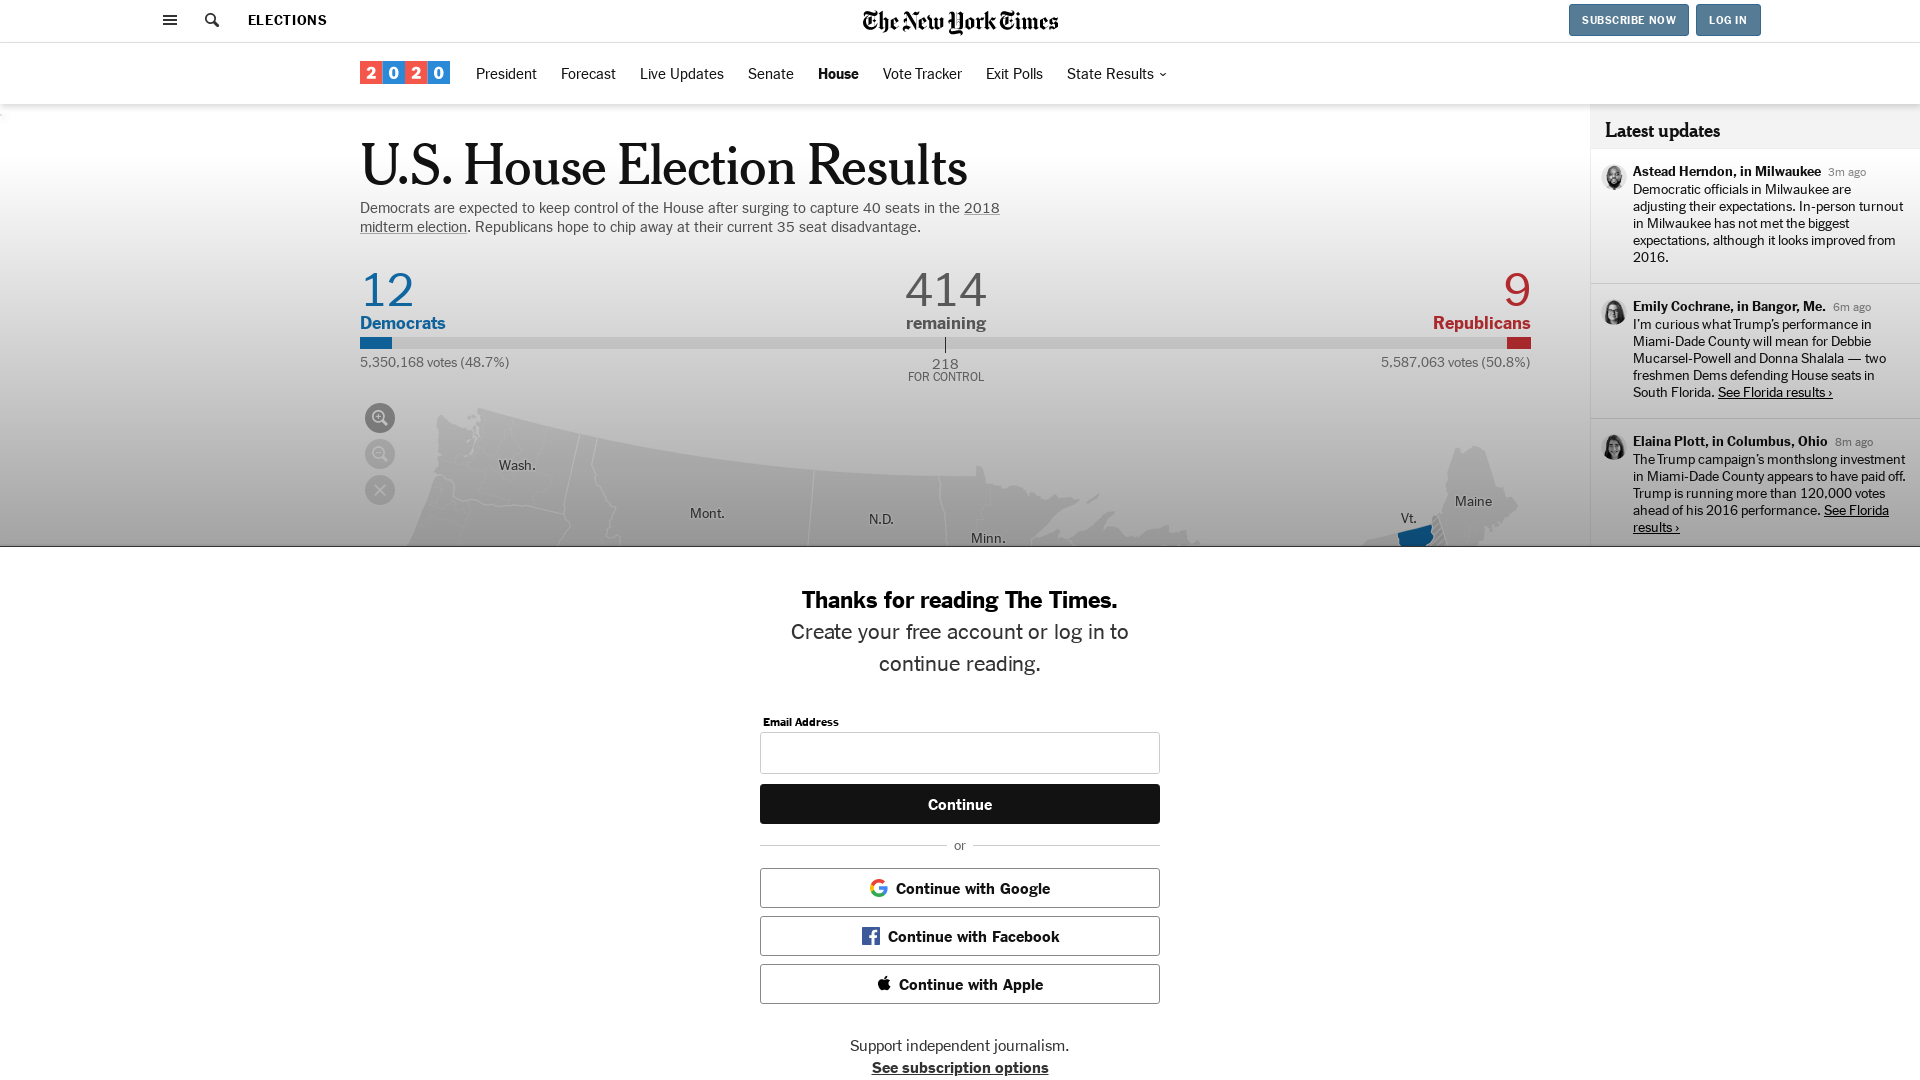 ELECTIONS
The New York Times
SUBSCRIBE NOW
LOG IN
2020
President
Forecast
Live Updates
Senate
House
Vote Tracker
Exit Polls
State Results
U.S. House Election Results
Democrats are expected to keep control of the House after surging to capture 40 seats in the 2018
midterm election. Republicans hope to chip away at their current 35 seat disadvantage.
12
Democrats
5,350,168 votes (48.7%)
414
remaining
218
FOR CONTROL
9
Republicans
5,587,063 votes (50.8%)
Wash.
Mont.
N.D.
Minn.
Vt.
Maine
Latest updates
Astead Herndon, in Milwaukee 3m ago
Democratic officials in Milwaukee are
adjusting their expectations. In-person turnout
in Milwaukee has not met the biggest
expectations, although it looks improved from
2016.
Emily Cochrane, in Bangor, Me. 6m ago
I’m curious what Trump’s performance in
Miami-Dade County will mean for Debbie
Mucarsel-Powell and Donna Shalala — two
freshmen Dems defending House seats in
South Florida. See Florida results ›
Elaina Plott, in Columbus, Ohio 8m ago
The Trump campaign’s monthslong investment
in Miami-Dade County appears to have paid off.
Trump is running more than 120,000 votes
ahead of his 2016 performance. See Florida
results ›
Thanks for reading The Times.
Create your free account or log in to
continue reading.
Email Address
Continue
or
Continue with Google
Continue with Facebook
Continue with Apple
Support independent journalism.
See subscription options